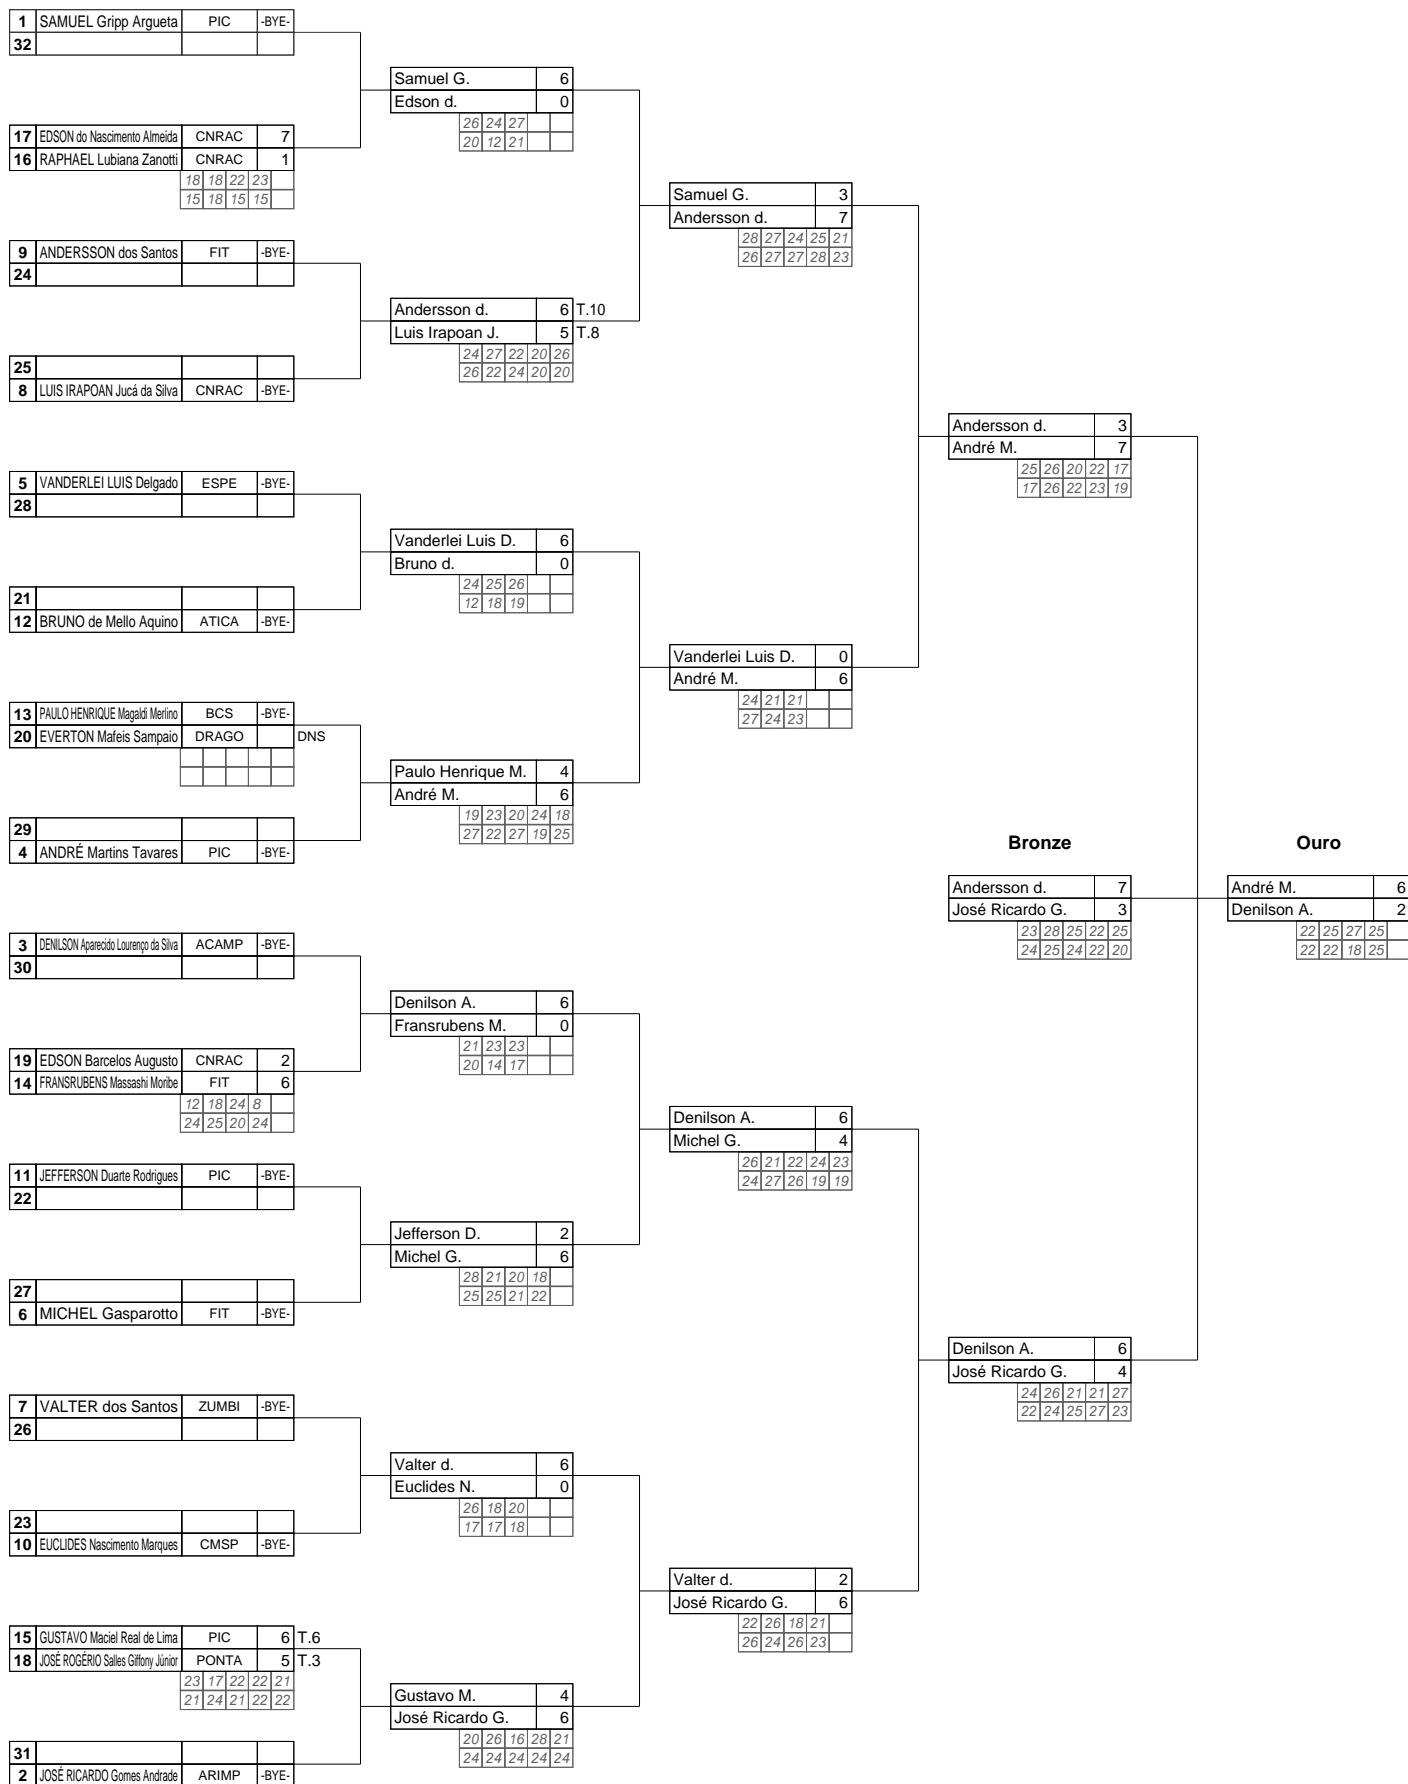 1 SAMUEL Gripp Argueta PIC -BYE-
32
Samuel G. 6
Edson d. 0
26 24 27
20 12 21
17 EDSON do Nascimento Almeida CNRAC 7
16 RAPHAEL Lubiana Zanotti CNRAC 1
18 18 22 23
15 18 15 15
Samuel G. 3
Andersson d. 7
28 27 24 25 21
26 27 27 28 23
9 ANDERSSON dos Santos FIT -BYE-
24
Andersson d. 6 T.10
Luis Irapoan J. 5 T.8
24 27 22 20 26
26 22 24 20 20
25
8 LUIS IRAPOAN Jucá da Silva CNRAC -BYE-
Andersson d. 3
André M. 7
25 26 20 22 17
17 26 22 23 19
5 VANDERLEI LUIS Delgado ESPE -BYE-
28
Vanderlei Luis D. 6
Bruno d. 0
24 25 26
12 18 19
21
12 BRUNO de Mello Aquino ATICA -BYE-
Vanderlei Luis D. 0
André M. 6
24 21 21
27 24 23
13 PAULO HENRIQUE Magaldi Merlino BCS -BYE-
20 EVERTON Mafeis Sampaio DRAGO DNS
Paulo Henrique M. 4
André M. 6
19 23 20 24 18
27 22 27 19 25
29
4 ANDRÉ Martins Tavares PIC -BYE-
Bronze Ouro
Andersson d. 7
José Ricardo G. 3
23 28 25 22 25
24 25 24 22 20
André M. 6
Denilson A. 2
22 25 27 25
22 22 18 25
3 DENILSON Aparecido Lourenço da Silva ACAMP -BYE-
30
Denilson A. 6
Fransrubens M. 0
21 23 23
20 14 17
19 EDSON Barcelos Augusto CNRAC 2
14 FRANSRUBENS Massashi Moribe FIT 6
12 18 24 8
24 25 20 24
Denilson A. 6
Michel G. 4
26 21 22 24 23
24 27 26 19 19
11 JEFFERSON Duarte Rodrigues PIC -BYE-
22
Jefferson D. 2
Michel G. 6
28 21 20 18
25 25 21 22
27
6 MICHEL Gasparotto FIT -BYE-
Denilson A. 6
José Ricardo G. 4
24 26 21 21 27
22 24 25 27 23
7 VALTER dos Santos ZUMBI -BYE-
26
Valter d. 6
Euclides N. 0
26 18 20
17 17 18
23
10 EUCLIDES Nascimento Marques CMSP -BYE-
Valter d. 2
José Ricardo G. 6
22 26 18 21
26 24 26 23
15 GUSTAVO Maciel Real de Lima PIC 6 T.6
18 JOSÉ ROGÉRIO Salles Giffony Júnior PONTA 5 T.3
23 17 22 22 21
21 24 21 22 22
Gustavo M. 4
José Ricardo G. 6
20 26 16 28 21
24 24 24 24 24
31
2 JOSÉ RICARDO Gomes Andrade ARIMP -BYE-